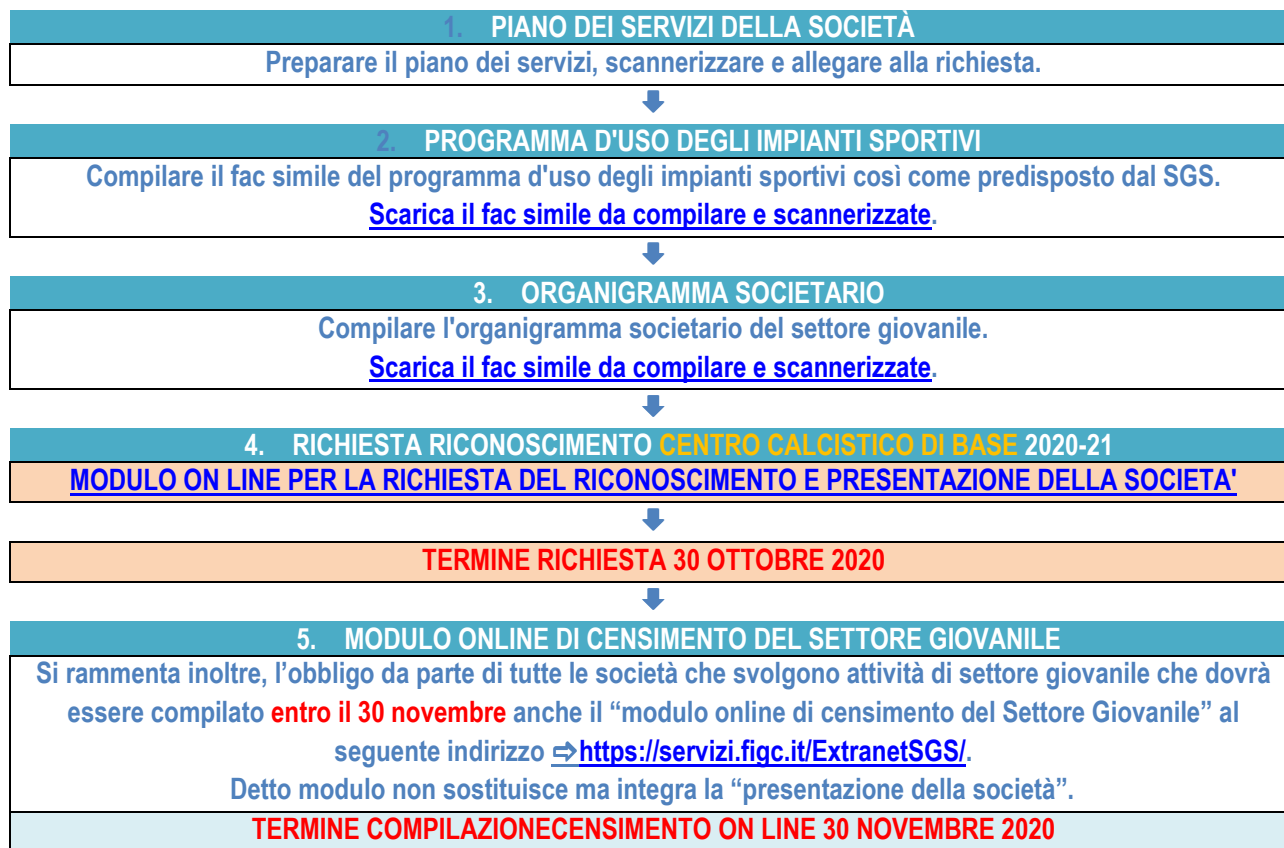 1. PIANO DEI SERVIZI DELLA SOCIETÀ
Preparare il piano dei servizi, scannerizzare e allegare alla richiesta.
2. PROGRAMMA D'USO DEGLI IMPIANTI SPORTIVI
Compilare il fac simile del programma d'uso degli impianti sportivi così come predisposto dal SGS.
Scarica il fac simile da compilare e scannerizzate.
3. ORGANIGRAMMA SOCIETARIO
Compilare l'organigramma societario del settore giovanile.
Scarica il fac simile da compilare e scannerizzate.
4. RICHIESTA RICONOSCIMENTO CENTRO CALCISTICO DI BASE 2020-21
MODULO ON LINE PER LA RICHIESTA DEL RICONOSCIMENTO E PRESENTAZIONE DELLA SOCIETA'
TERMINE RICHIESTA 30 OTTOBRE 2020
5. MODULO ONLINE DI CENSIMENTO DEL SETTORE GIOVANILE
Si rammenta inoltre, l’obbligo da parte di tutte le società che svolgono attività di settore giovanile che dovrà
essere compilato entro il 30 novembre anche il “modulo online di censimento del Settore Giovanile” al
seguente indirizzo ⇨https://servizi.figc.it/ExtranetSGS/.
Detto modulo non sostituisce ma integra la “presentazione della società”.
TERMINE COMPILAZIONECENSIMENTO ON LINE 30 NOVEMBRE 2020